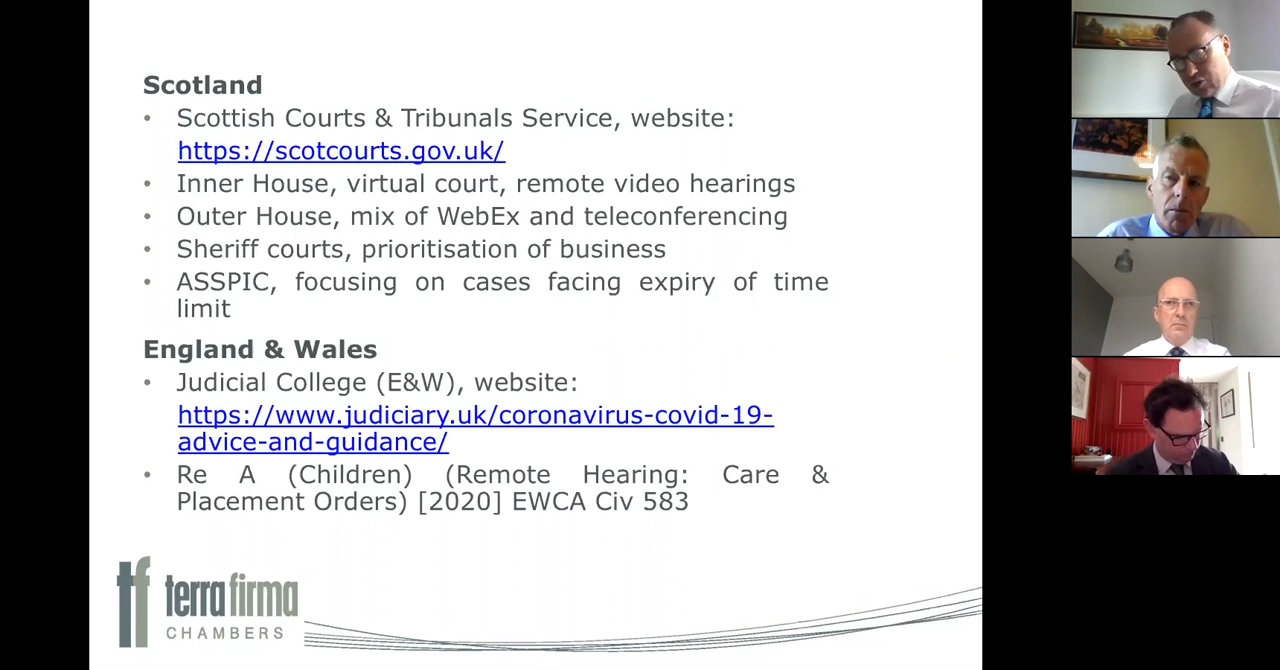 Scotland
• Scottish Courts & Tribunals Service, website:
https://scotcourts.gov.uk/
• Inner House, virtual court, remote video hearings
• Outer House, mix of WebEx and teleconferencing
• Sheriff courts, prioritisation of business
• ASSPIC, focusing on cases facing expiry of time
limit
England & Wales
• Judicial College (E&W), website:
https://www.judiciary.uk/coronavirus-covid-19-
advice-and-guidance/
• Re A (Children) (Remote Hearing: Care &
Placement Orders) [2020] EWCA Civ 583
tf terra firma
CHAMBERS